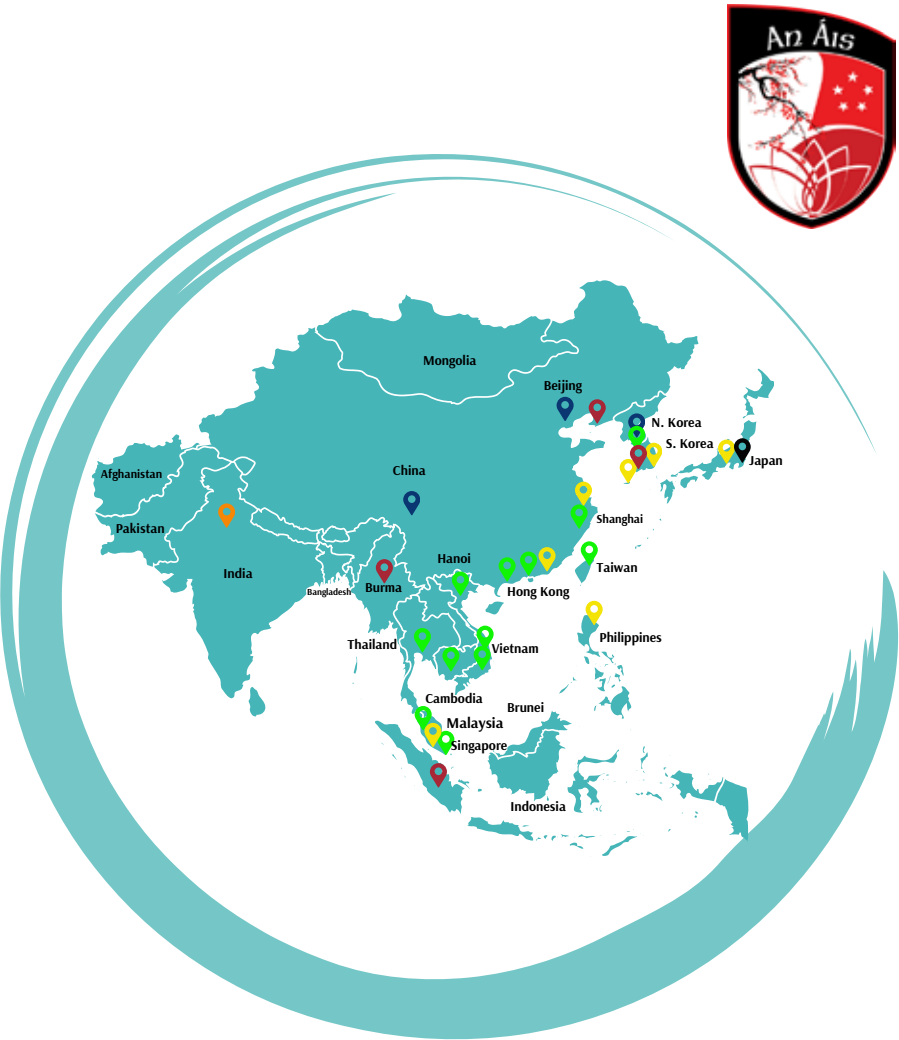 An Áis
Mongolia
Beijing
N. Korea
S. Korea
Japan
China
Afghanistan
Pakistan
Shanghai
India
Hanoi
Taiwan
Burma
Bangladesh
Hong Kong
Philippines
Thailand
Vietnam
Cambodia
Brunei
Malaysia
Singapore
Indonesia